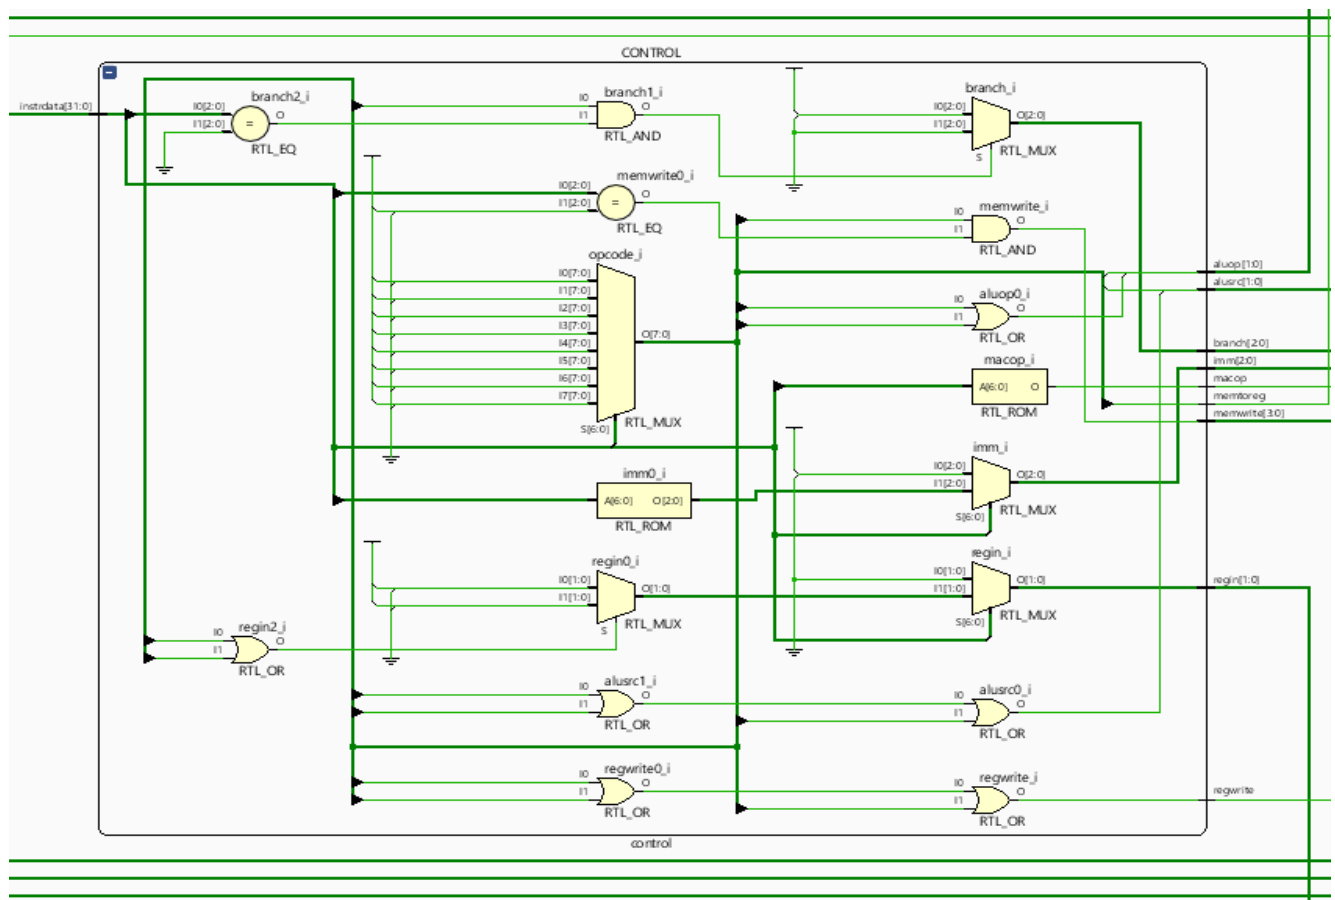 CONTROL
instrdata[31:0]
branch2_i
I0[2:0]
I1[2:0]
=
O
RTL_EQ
branch1_i
I0
I1
O
RTL_AND
branch_i
I0[2:0]
I1[2:0]
S
O[2:0]
RTL_MUX
memwrite0_i
I0[2:0]
I1[2:0]
=
O
RTL_EQ
memwrite_i
I0
I1
O
RTL_AND
opcode_i
I0[7:0]
I1[7:0]
I2[7:0]
I3[7:0]
I4[7:0]
I5[7:0]
I6[7:0]
I7[7:0]
S[6:0]
O[7:0]
RTL_MUX
aluop0_i
I0
I1
O
RTL_OR
macop_i
A[6:0] O
RTL_ROM
aluop[1:0]
alusrc[1:0]
branch[2:0]
imm[2:0]
macop
memtoreg
memwrite[3:0]
imm0_i
A[6:0] O[2:0]
RTL_ROM
imm_i
I0[2:0]
I1[2:0]
S[6:0]
O[2:0]
RTL_MUX
regin0_i
I0[1:0]
I1[1:0]
S
O[1:0]
RTL_MUX
regin_i
I0[1:0]
I1[1:0]
S[6:0]
O[1:0]
RTL_MUX
regin[1:0]
regin2_i
I0
I1
O
RTL_OR
alusrc1_i
I0
I1
O
RTL_OR
alusrc0_i
I0
I1
O
RTL_OR
regwrite0_i
I0
I1
O
RTL_OR
regwrite_i
I0
I1
O
RTL_OR
regwrite
control